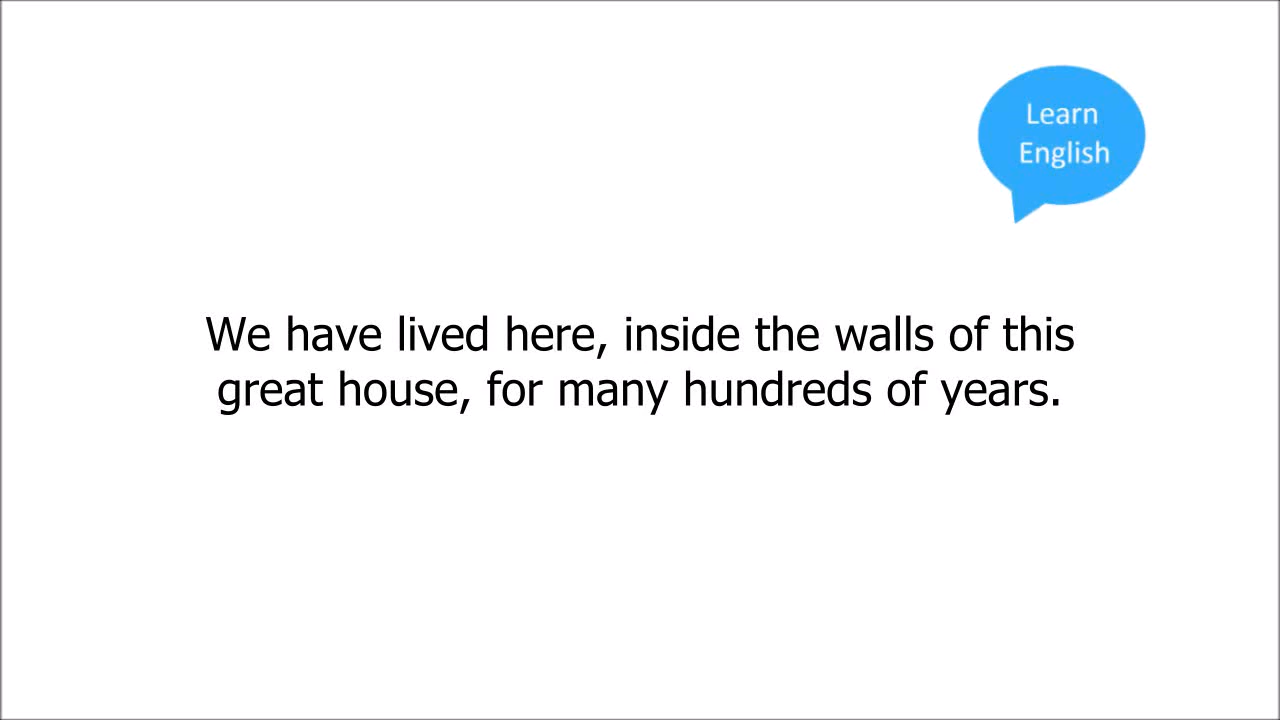 Learn
English
We have lived here, inside the walls of this
great house, for many hundreds of years.